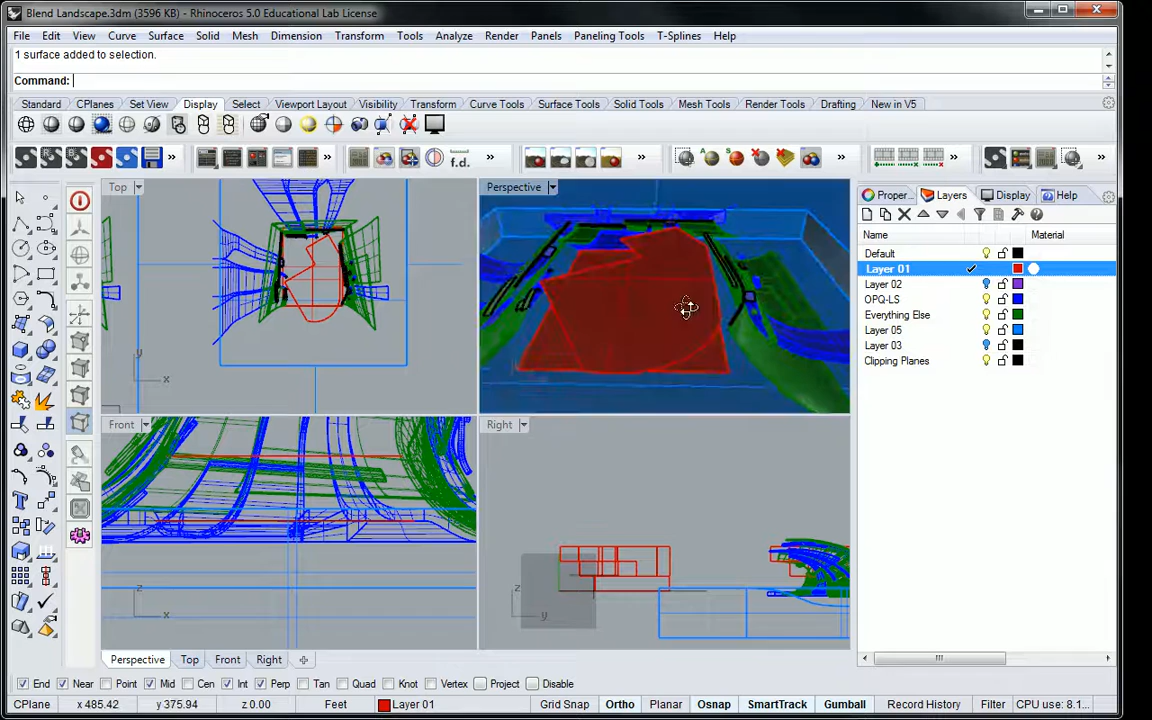 Blend Landscape.3dm (3596 KB) - Rhinoceros 5.0 Educational Lab License
File Edit View Curve Surface Solid Mesh Dimension Transform Tools Analyze Render Panels Paneling Tools T-Splines Help
1 surface added to selection.
Command:
Standard CPlanes Set View Display Select Viewport Layout Visibility Transform Curve Tools Surface Tools Solid Tools Mesh Tools Render Tools Drafting New in V5
f.d.
Top Perspective Proper... Layers Display Help
Name Material
Default
Layer 01
Layer 02
OPQ-LS
Everything Else
Layer 05
Layer 03
Clipping Planes
y
x
Front Right
z
x
z
y
Perspective Top Front Right
End Near Point Mid Cen Int Perp Tan Quad Knot Vertex Project Disable
CPlane x 485.42 y 375.94 z 0.00 Feet Layer 01 Grid Snap Ortho Planar Osnap SmartTrack Gumball Record History Filter CPU use: 8.1...